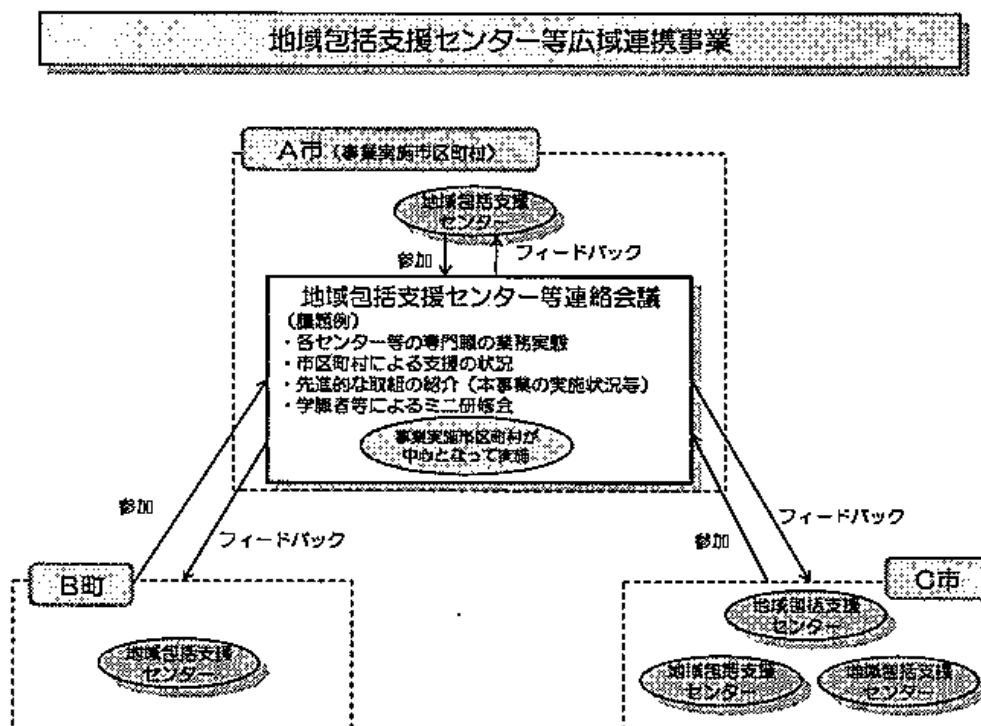 地域包括支援センター等広域連携事業
A市（事業実施市区町村）
地域包括支援
センター
参加
フィードバック
地域包括支援センター等連絡会議
（議題例）
・各センター等の専門職の業務実態
・市区町村による支援の状況
・先進的な取組の紹介（本事業の実施状況等）
・学識者等によるミニ研修会
事業実施市区町村が
中心となって実施
参加
フィードバック
フィードバック
参加
B町
地域包括支援
センター
C市
地域包括支援
センター
地域包括支援
センター
地域包括支援
センター